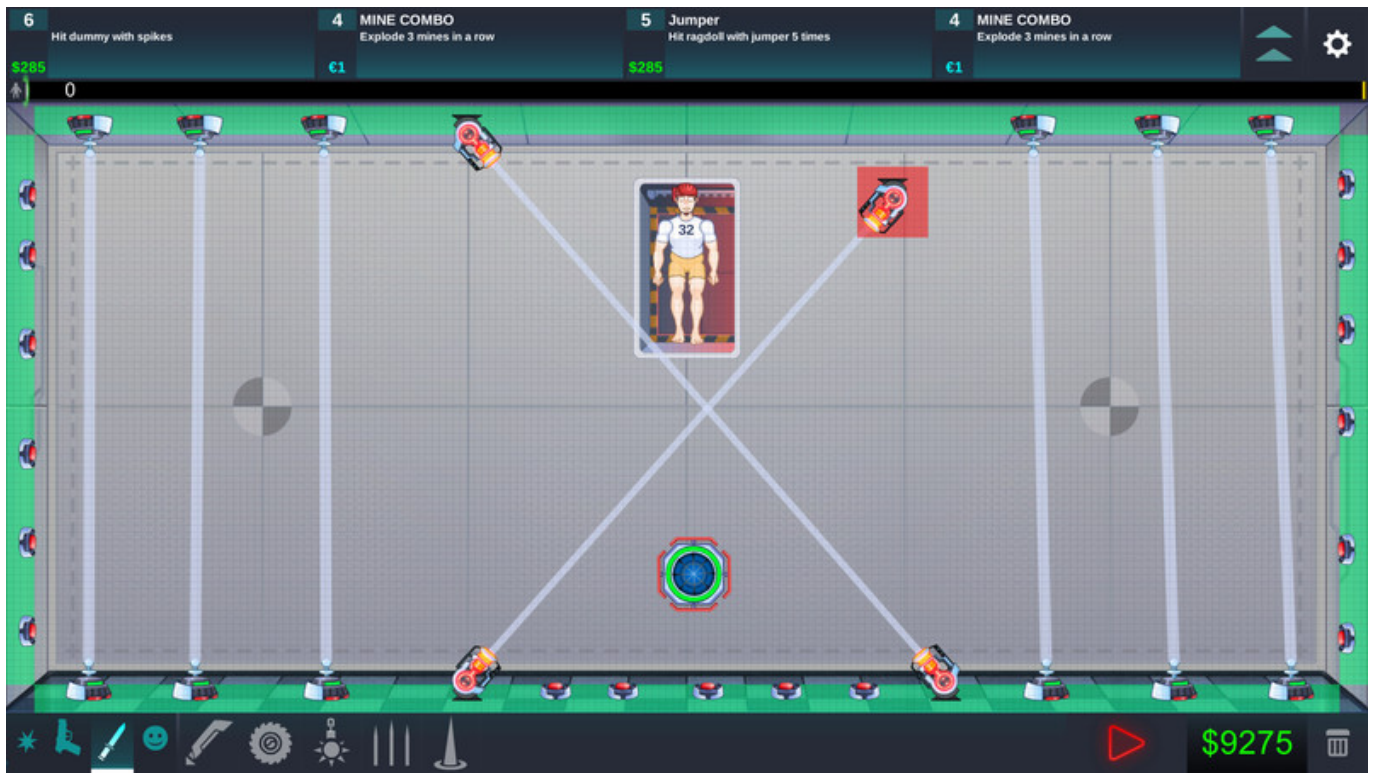 6
Hit dummy with spikes
$285
4 MINE COMBO
Explode 3 mines in a row
€1
5 Jumper
Hit ragdoll with jumper 5 times
$285
4 MINE COMBO
Explode 3 mines in a row
€1
0
32
$9275